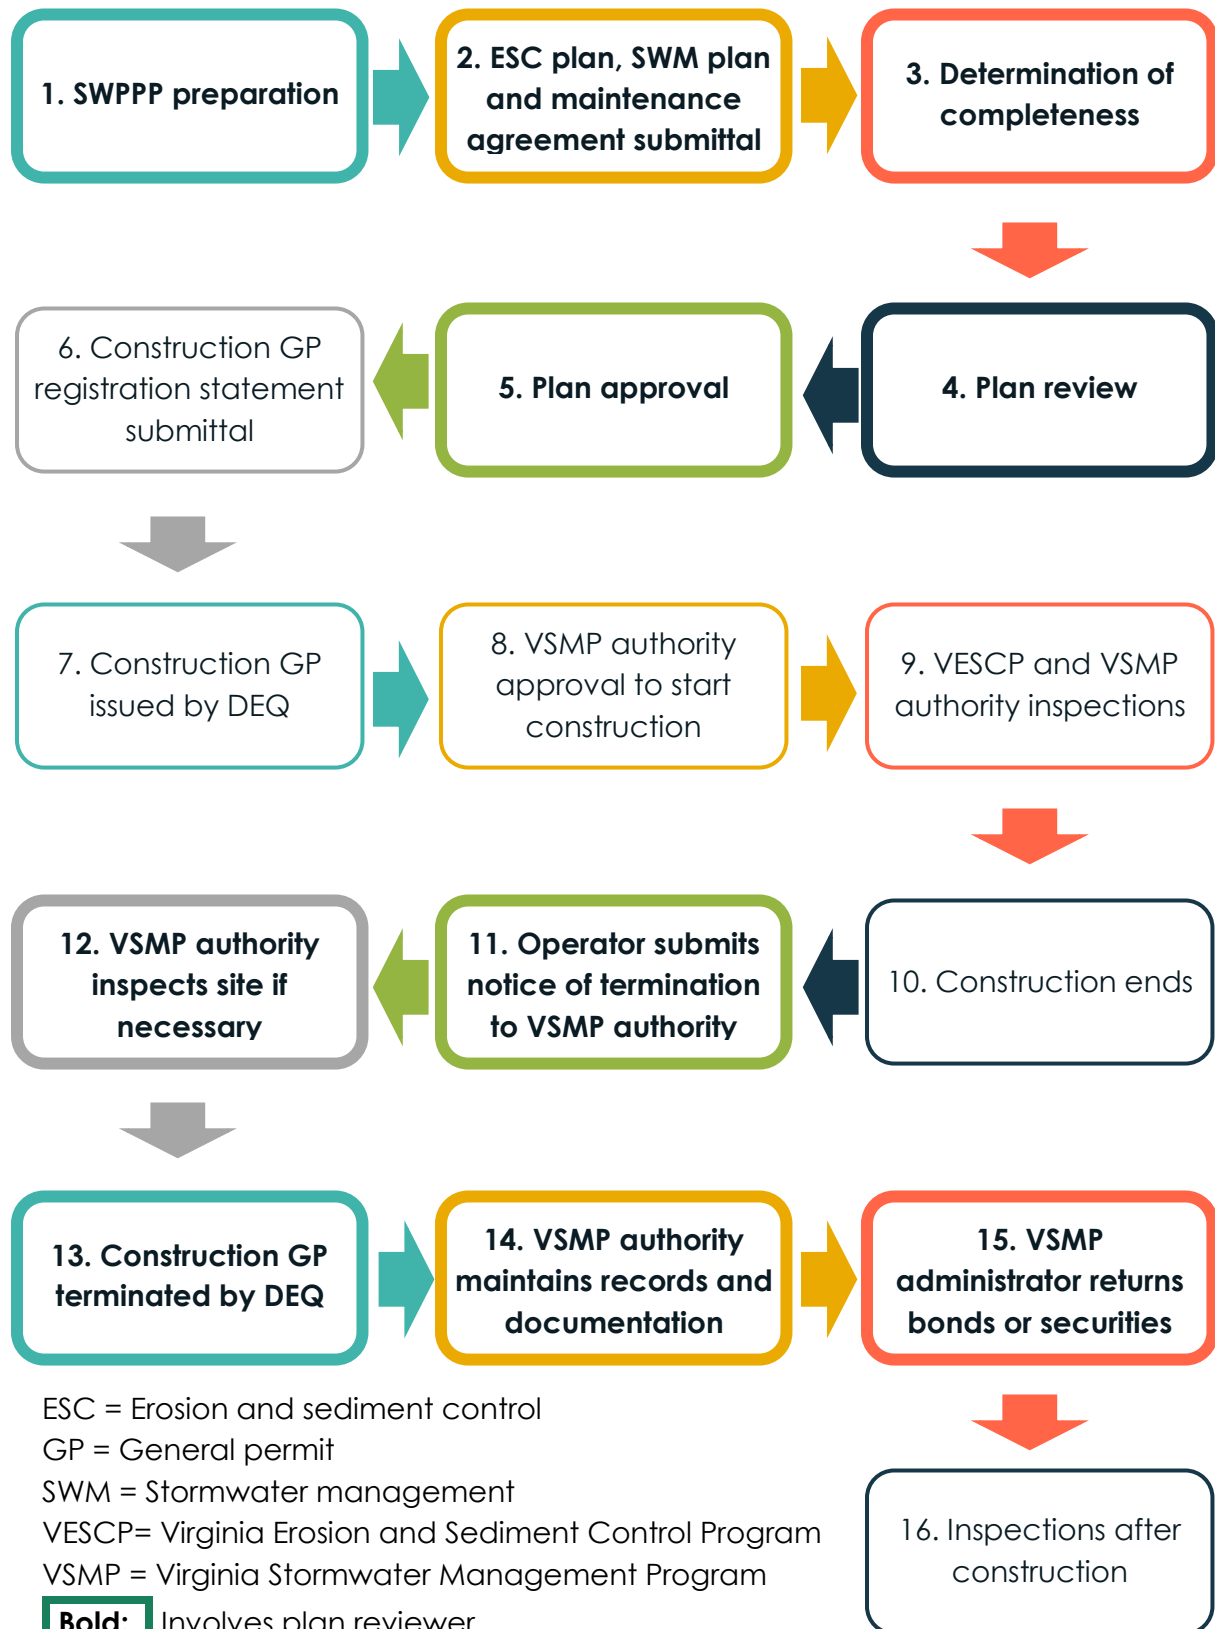 1. SWPPP preparation
2. ESC plan, SWM plan
and maintenance
agreement submittal
3. Determination of
completeness
4. Plan review
5. Plan approval
6. Construction GP
registration statement
submittal
7. Construction GP
issued by DEQ
8. VSMP authority
approval to start
construction
9. VESCP and VSMP
authority inspections
10. Construction ends
11. Operator submits
notice of termination
to VSMP authority
12. VSMP authority
inspects site if
necessary
13. Construction GP
terminated by DEQ
14. VSMP authority
maintains records and
documentation
15. VSMP
administrator returns
bonds or securities
16. Inspections after
construction
ESC = Erosion and sediment control
GP = General permit
SWM = Stormwater management
VESCP= Virginia Erosion and Sediment Control Program
VSMP = Virginia Stormwater Management Program
Bold: Involves plan reviewer